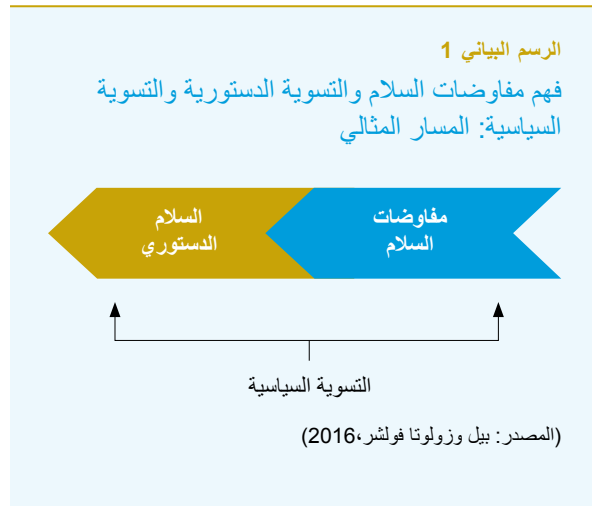 الرسم البياني 1
فهم مفاوضات السلام والتسوية الدستورية والتسوية
السياسية: المسار المثالي
مفاوضات
السلام
السلام
الدستوري
التسوية السياسية
(المصدر: بيل وزولوتا فولشر،2016)